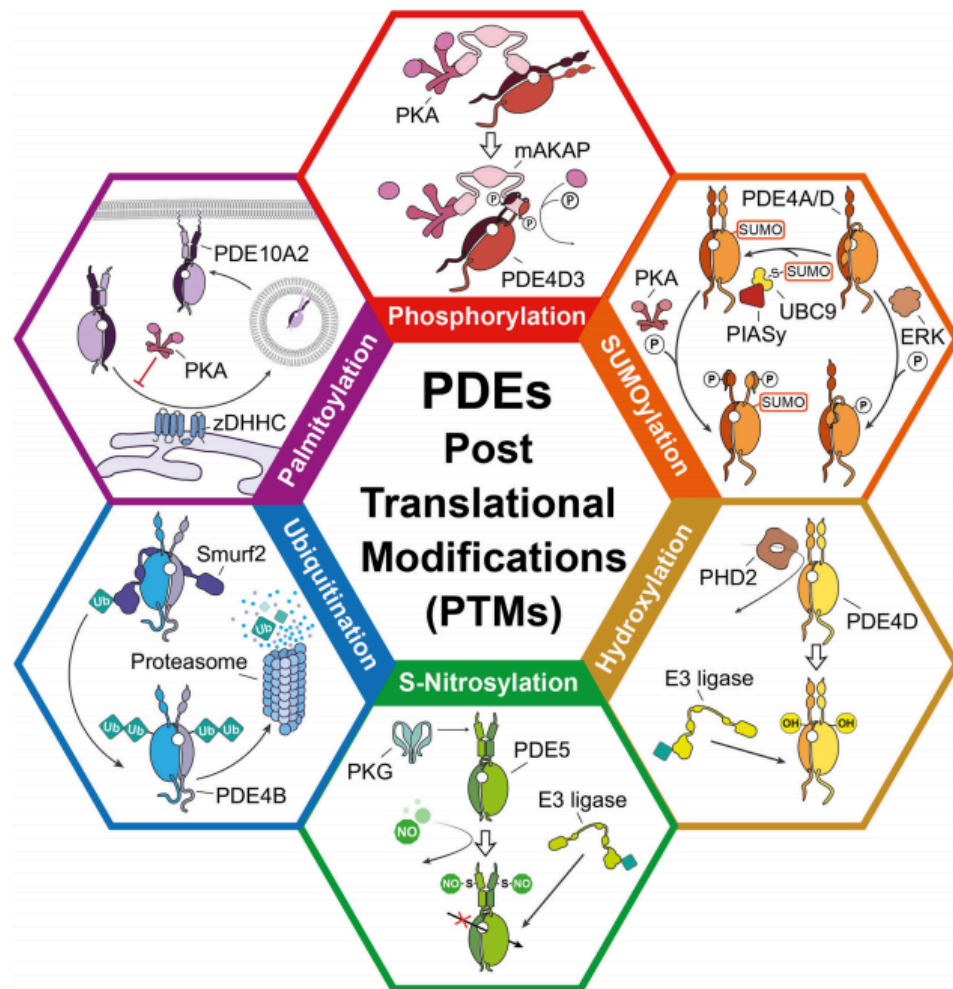 PKA
mAKAP
P
P
P
PDE4D3
Phosphorylation
PDE4A/D
SUMO
S
SUMO
PKA
UBC9
PIASy
ERK
P
P
P
P
SUMO
P
SUMOylation
PDE10A2
PKA
zDHHC
Palmitoylation
PDEs
Post
Translational
Modifications
(PTMs)
Smurf2
Ub
Ub
Proteasome
Ub
Ub
Ub
Ub
PDE4B
Ubiquitination
PHD2
PDE4D
E3 ligase
OH
OH
Hydroxylation
S-Nitrosylation
PKG
PDE5
NO
E3 ligase
NO
S
S
NO